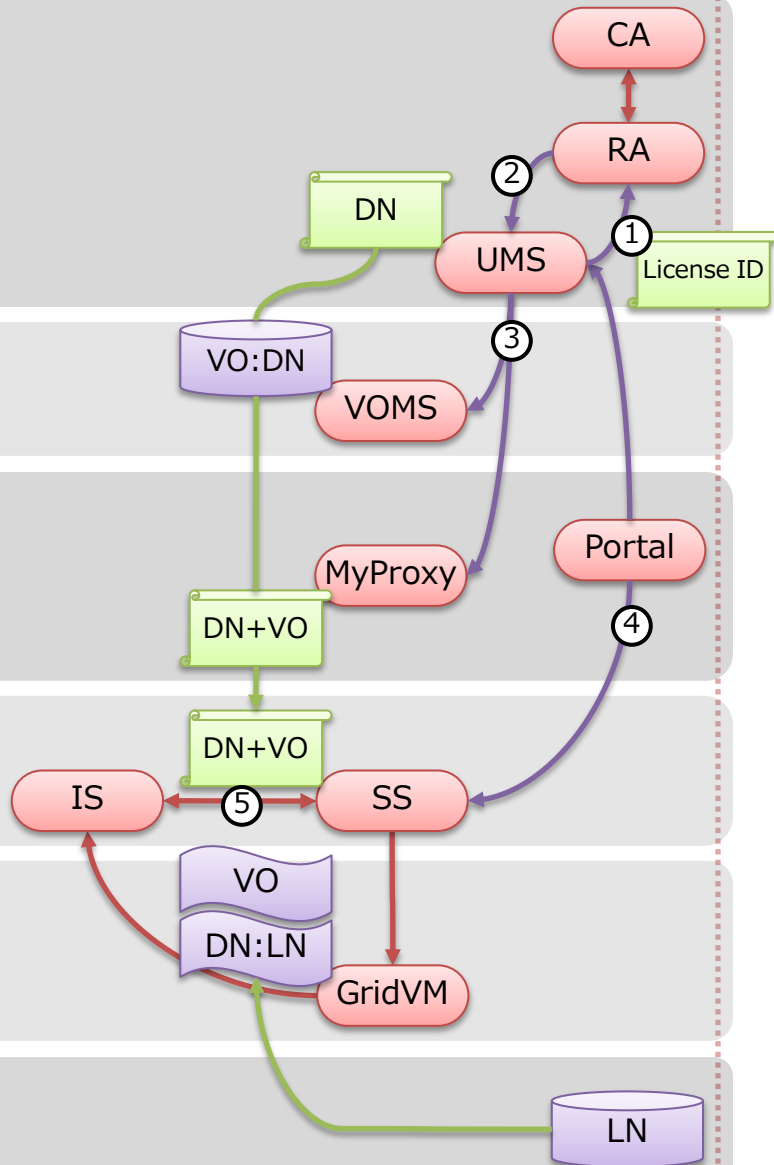 CA
RA
2
DN
1
UMS
License ID
3
VO:DN
VOMS
Portal
MyProxy
DN+VO
4
DN+VO
IS
5
SS
VO
DN:LN
GridVM
LN